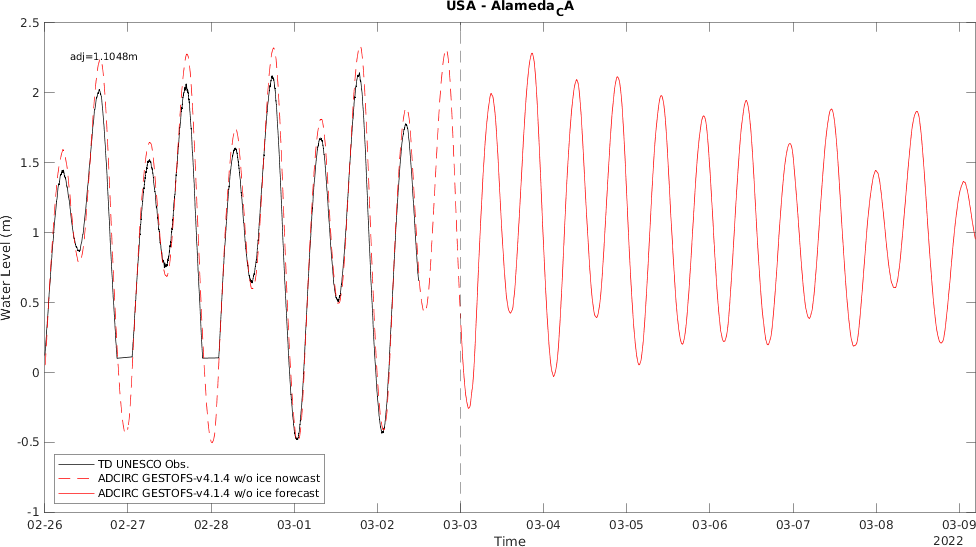 USA - Alameda_CA
adj=1.1048m
2.5
2
1.5
1
0.5
0
-0.5
-1
Water Level (m)
TD UNESCO Obs.
ADCIRC GESTOFS-v4.1.4 w/o ice nowcast
ADCIRC GESTOFS-v4.1.4 w/o ice forecast
02-26 02-27 02-28 03-01 03-02 03-03 03-04 03-05 03-06 03-07 03-08 03-09
Time
2022